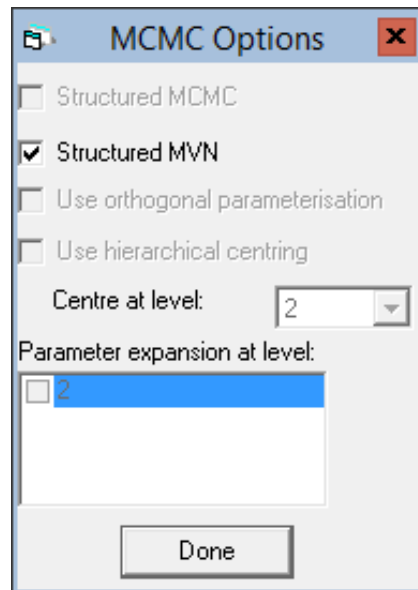 MCMC Options
Structured MCMC
Structured MVN
Use orthogonal parameterisation
Use hierarchical centring
Centre at level: 2
Parameter expansion at level:
2
Done